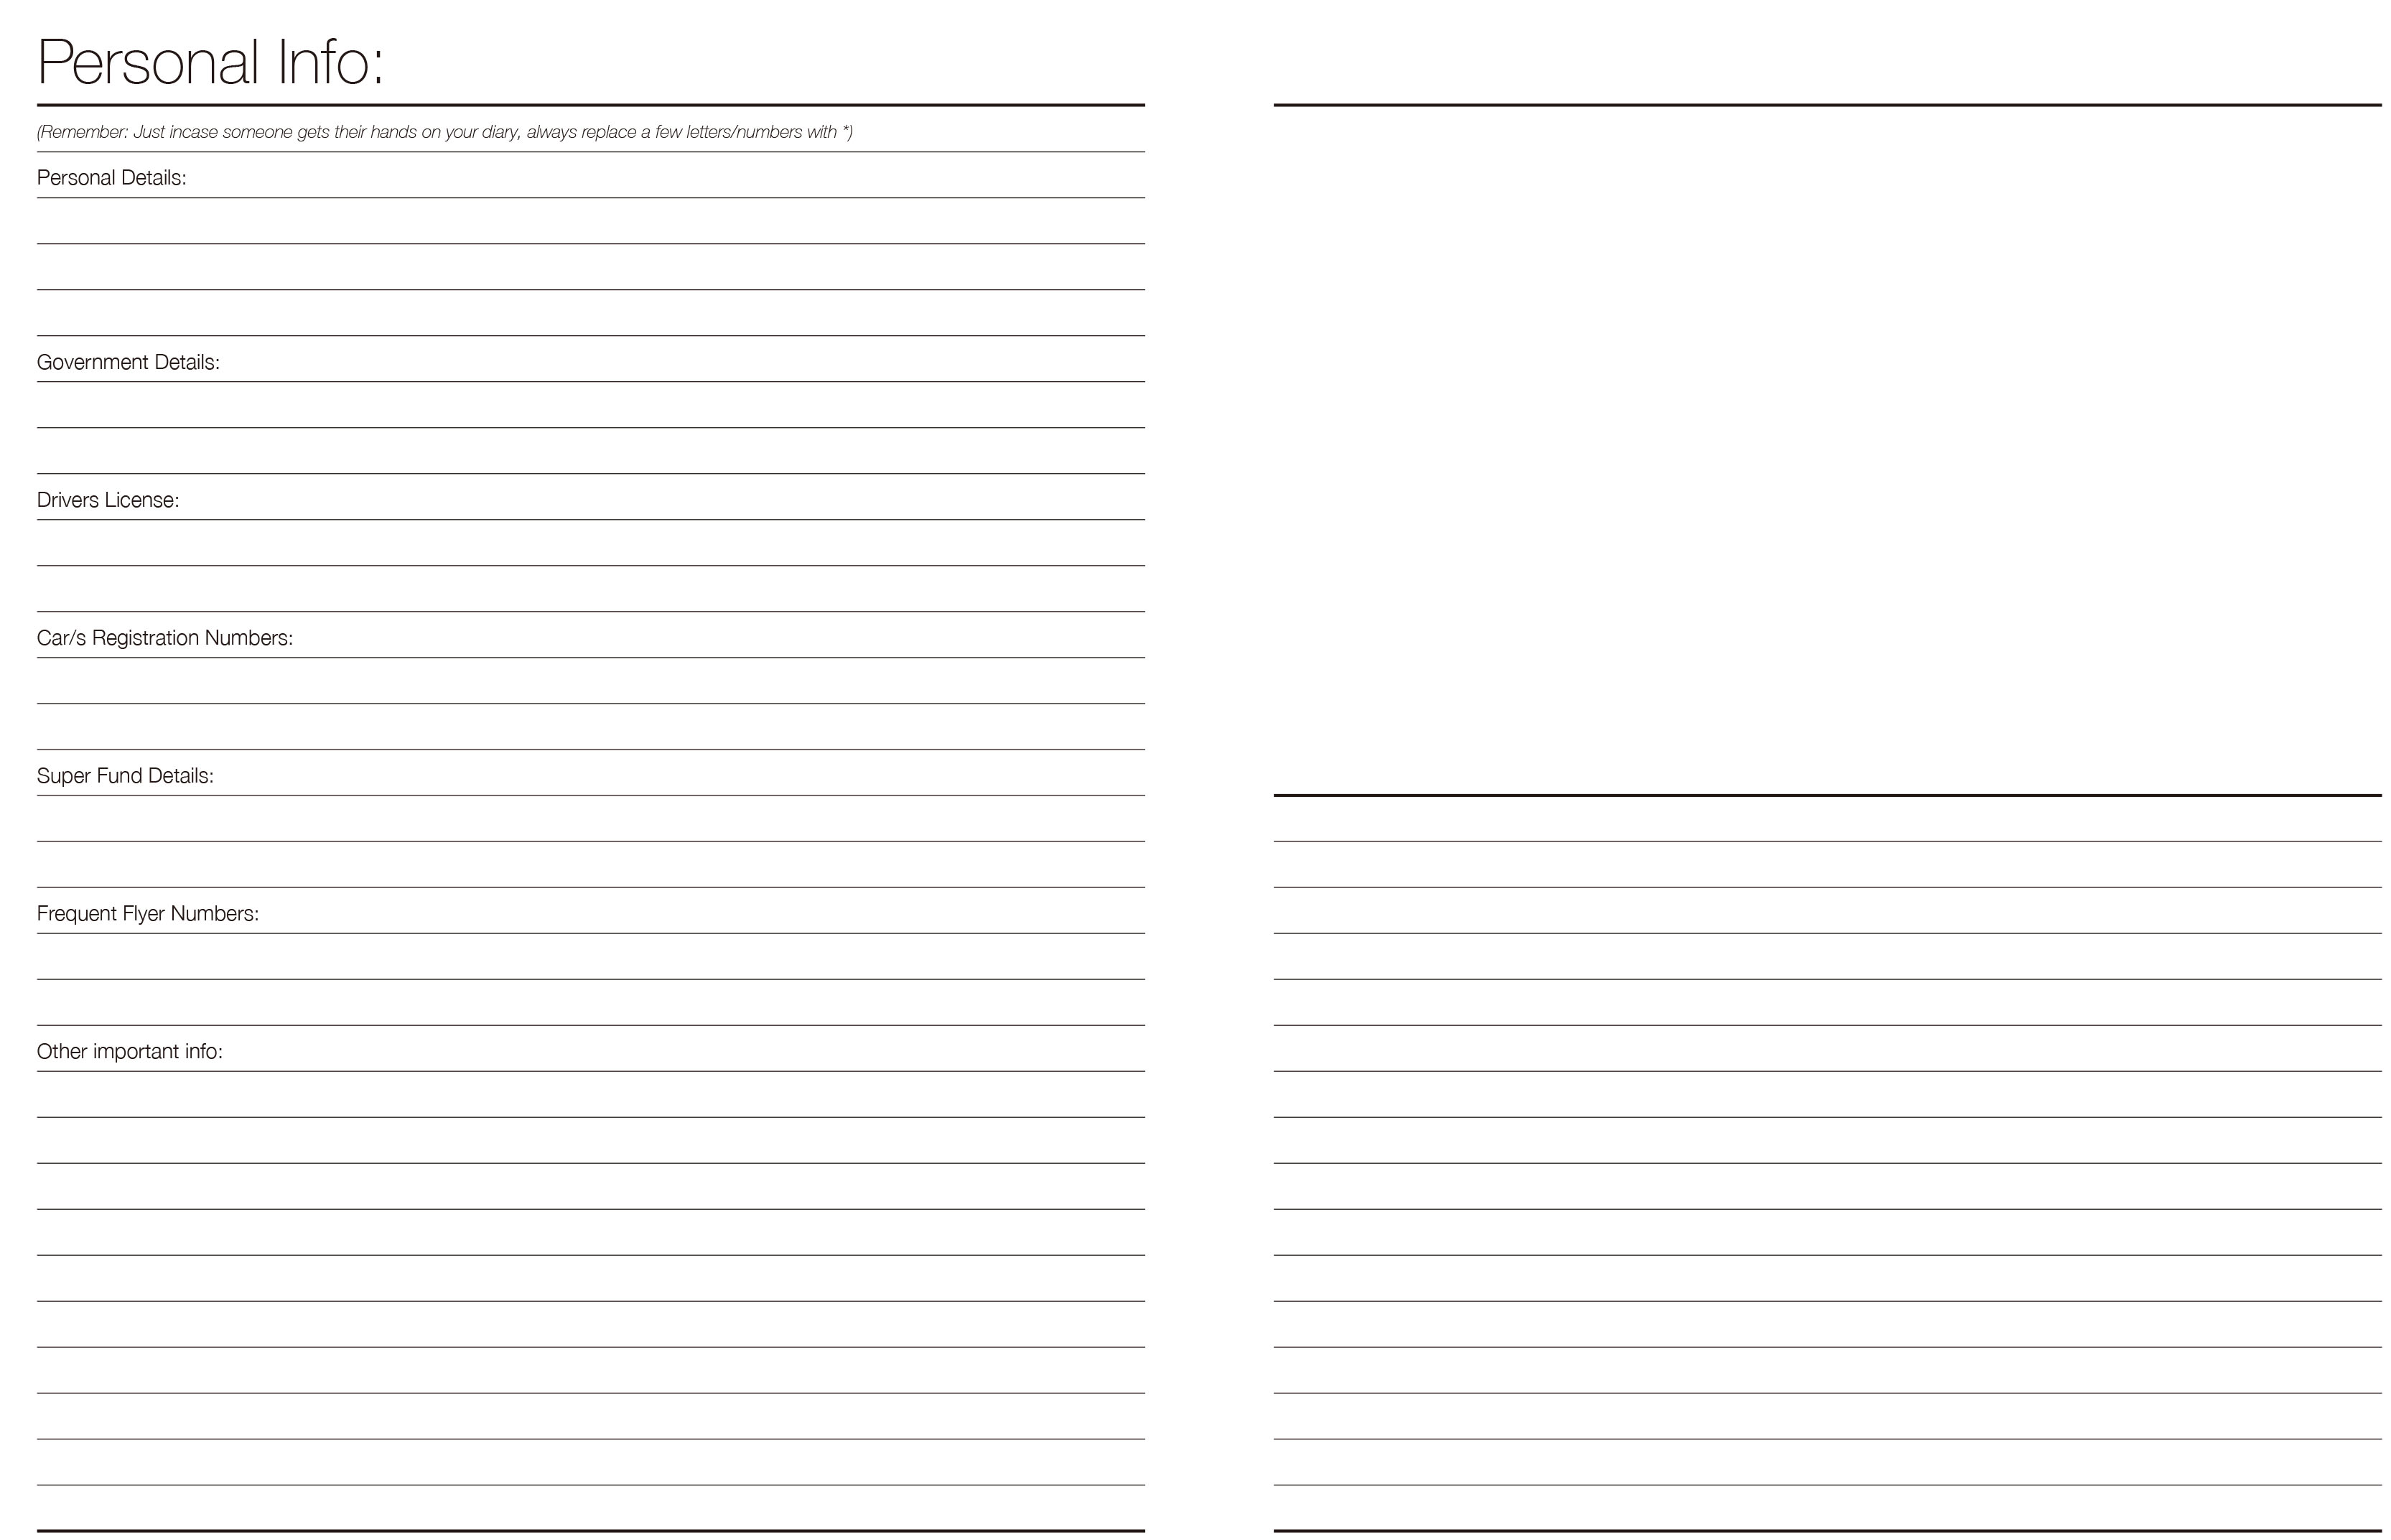 Personal Info:
(Remember: Just incase someone gets their hands on your diary, always replace a few letters/numbers with *)
Personal Details:
Government Details:
Drivers License:
Car/s Registration Numbers:
Super Fund Details:
Frequent Flyer Numbers:
Other important info: